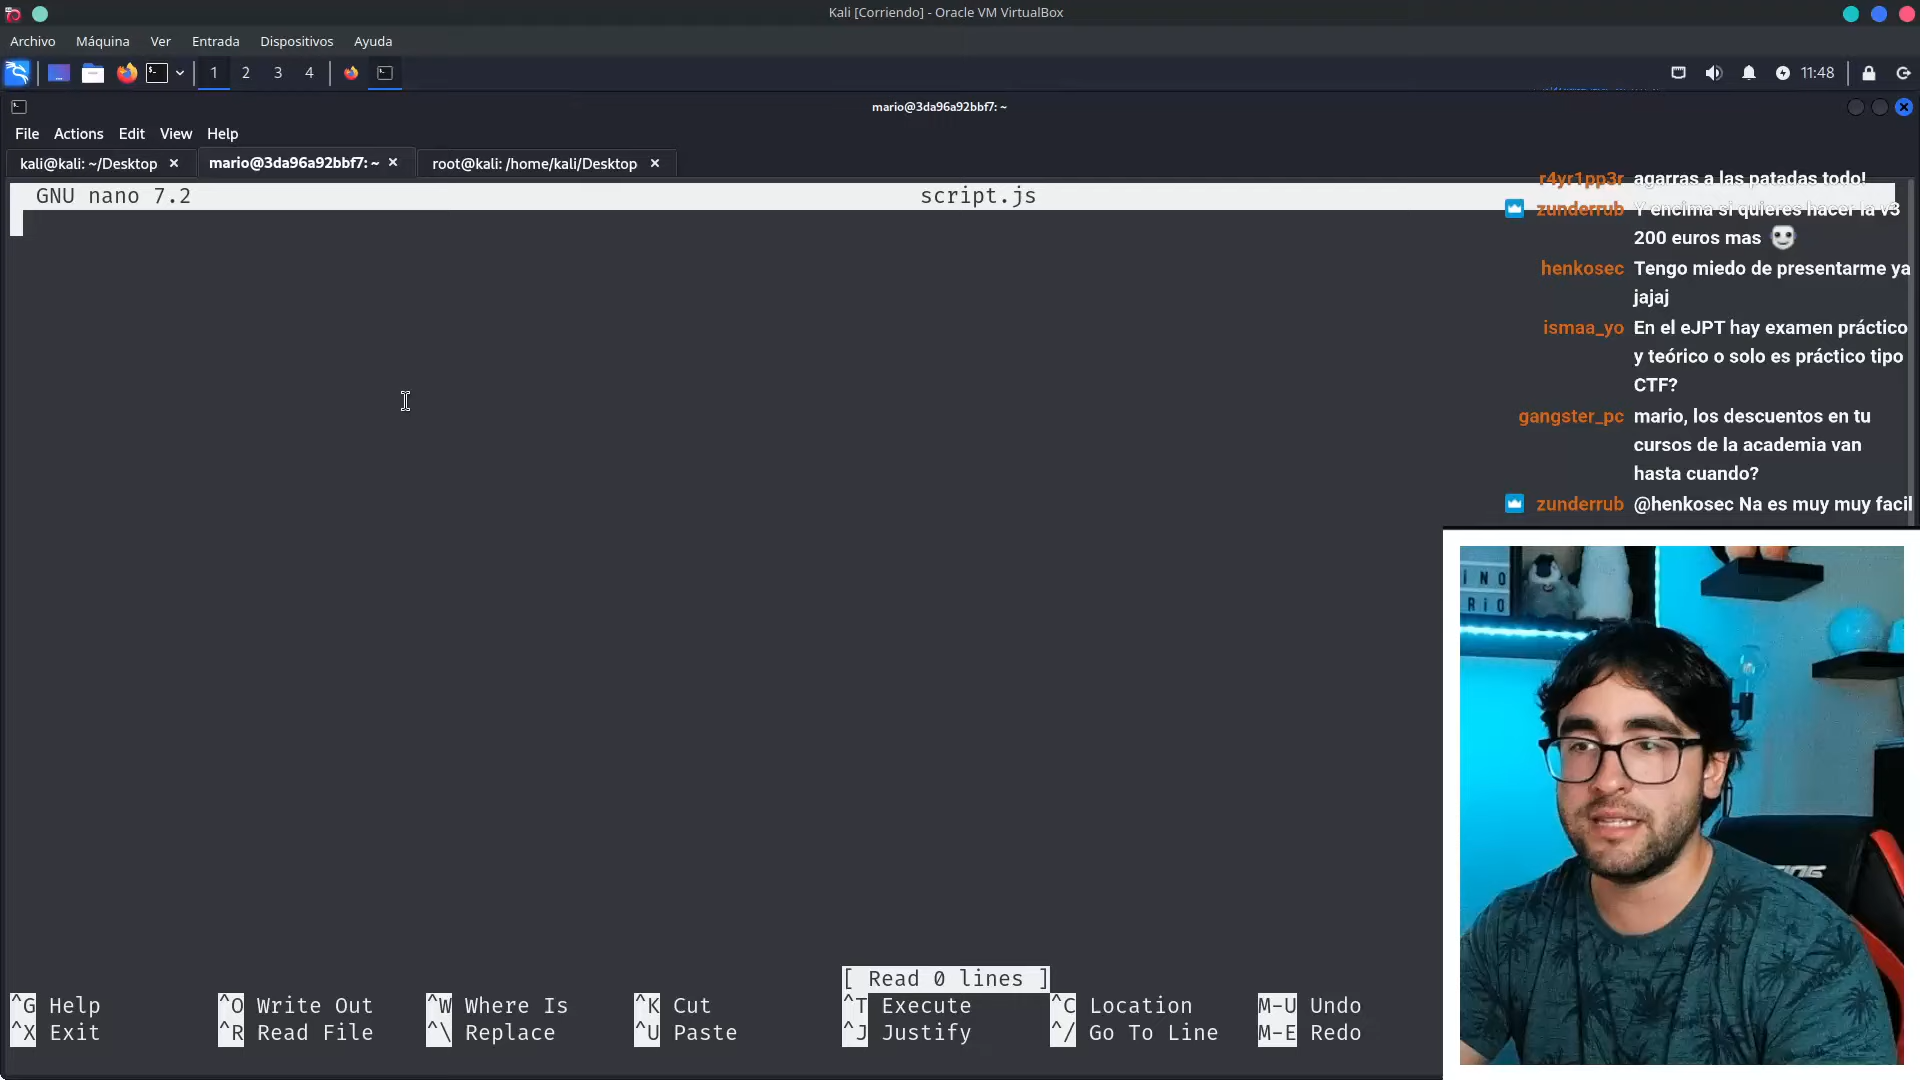 Kali [Corriendo] - Oracle VM VirtualBox
Archivo Máquina Ver Entrada Dispositivos Ayuda
1 2 3 4 11:48
mario@3da96a92bbf7: ~
File Actions Edit View Help
kali@kali: ~/Desktop mario@3da96a92bbf7: ~ root@kali: /home/kali/Desktop
GNU nano 7.2 script.js
r4yr1pp3r agarras a las patadas todo!
zunderrub Y encima si quieres hacer la v3
200 euros mas
henkosec Tengo miedo de presentarme ya
jajaj
ismaa_yo En el eJPT hay examen práctico
y teórico o solo es práctico tipo
CTF?
gangster_pc mario, los descuentos en tu
cursos de la academia van
hasta cuando?
zunderrub @henkosec Na es muy muy facil
INO
RIO
[ Read 0 lines ]
^G Help ^O Write Out ^W Where Is ^K Cut ^T Execute ^C Location M-U Undo
^X Exit ^R Read File ^\ Replace ^U Paste ^J Justify ^/ Go To Line M-E Redo